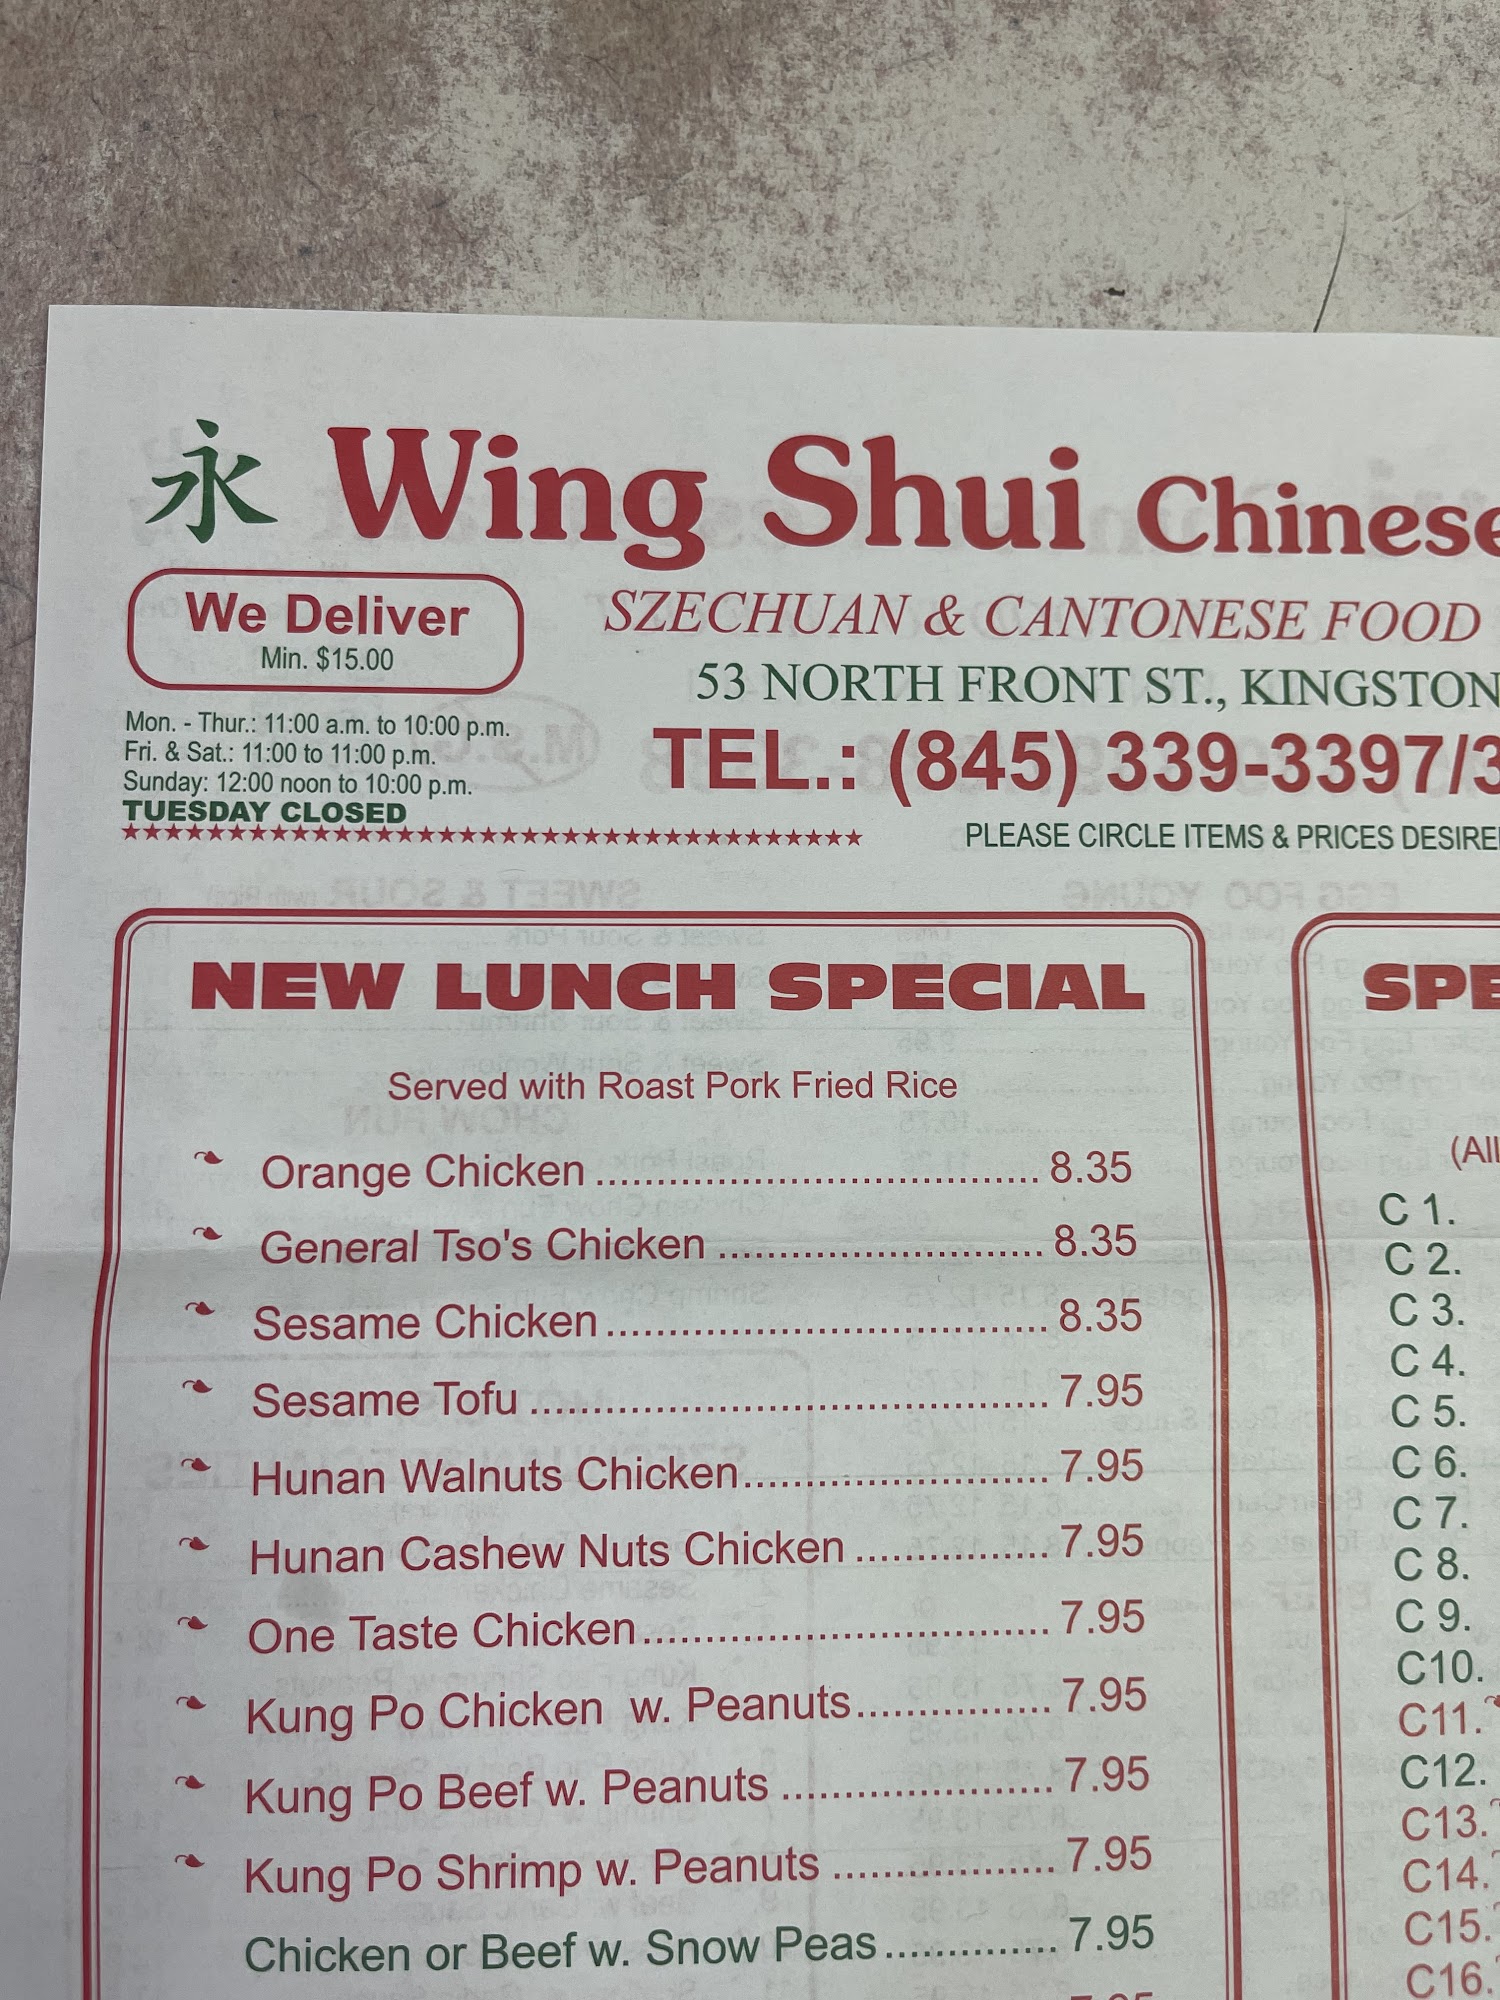 永 Wing Shui Chinese
We Deliver
Min. $15.00
SZECHUAN & CANTONESE FOOD
53 NORTH FRONT ST., KINGSTON
TEL.: (845) 339-3397/3
Mon. - Thur.: 11:00 a.m. to 10:00 p.m.
Fri. & Sat.: 11:00 to 11:00 p.m.
Sunday: 12:00 noon to 10:00 p.m.
TUESDAY CLOSED
PLEASE CIRCLE ITEMS & PRICES DESIRE
NEW LUNCH SPECIAL
Served with Roast Pork Fried Rice
Orange Chicken 8.35
General Tso's Chicken 8.35
Sesame Chicken 8.35
Sesame Tofu 7.95
Hunan Walnuts Chicken 7.95
Hunan Cashew Nuts Chicken 7.95
One Taste Chicken 7.95
Kung Po Chicken w. Peanuts 7.95
Kung Po Beef w. Peanuts 7.95
Kung Po Shrimp w. Peanuts 7.95
Chicken or Beef w. Snow Peas 7.95
SPE
(All
C 1.
C 2.
C 3.
C 4.
C 5.
C 6.
C 7.
C 8.
C 9.
C10.
C11.
C12.
C13.
C14.
C15.
C16.